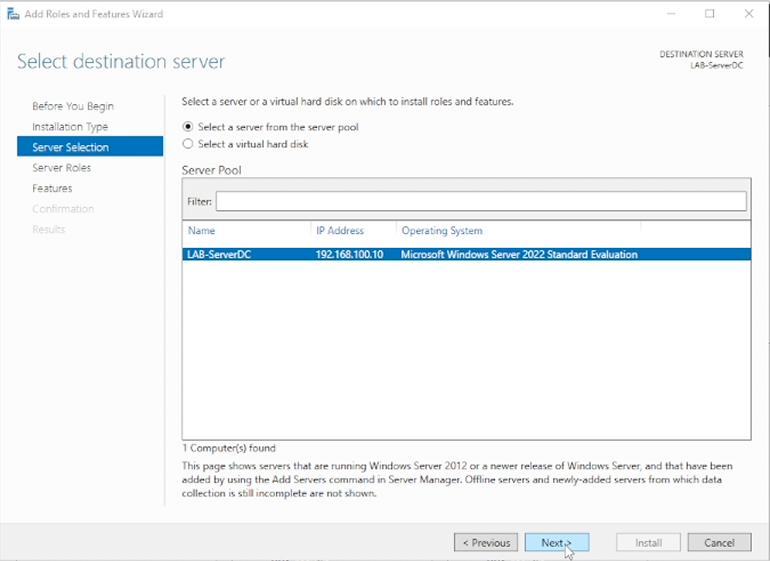 Add Roles and Features Wizard
Select destination server
DESTINATION SERVER
LAB-ServerDC
Before You Begin
Installation Type
Server Selection
Server Roles
Features
Confirmation
Results
Select a server or a virtual hard disk on which to install roles and features.
Select a server from the server pool
Select a virtual hard disk
Server Pool
Filter:
Name IP Address Operating System
LAB-ServerDC 192.168.100.10 Microsoft Windows Server 2022 Standard Evaluation
1 Computer(s) found
This page shows servers that are running Windows Server 2012 or a newer release of Windows Server, and that have been
added by using the Add Servers command in Server Manager. Offline servers and newly-added servers from which data
collection is still incomplete are not shown.
< Previous Next > Install Cancel